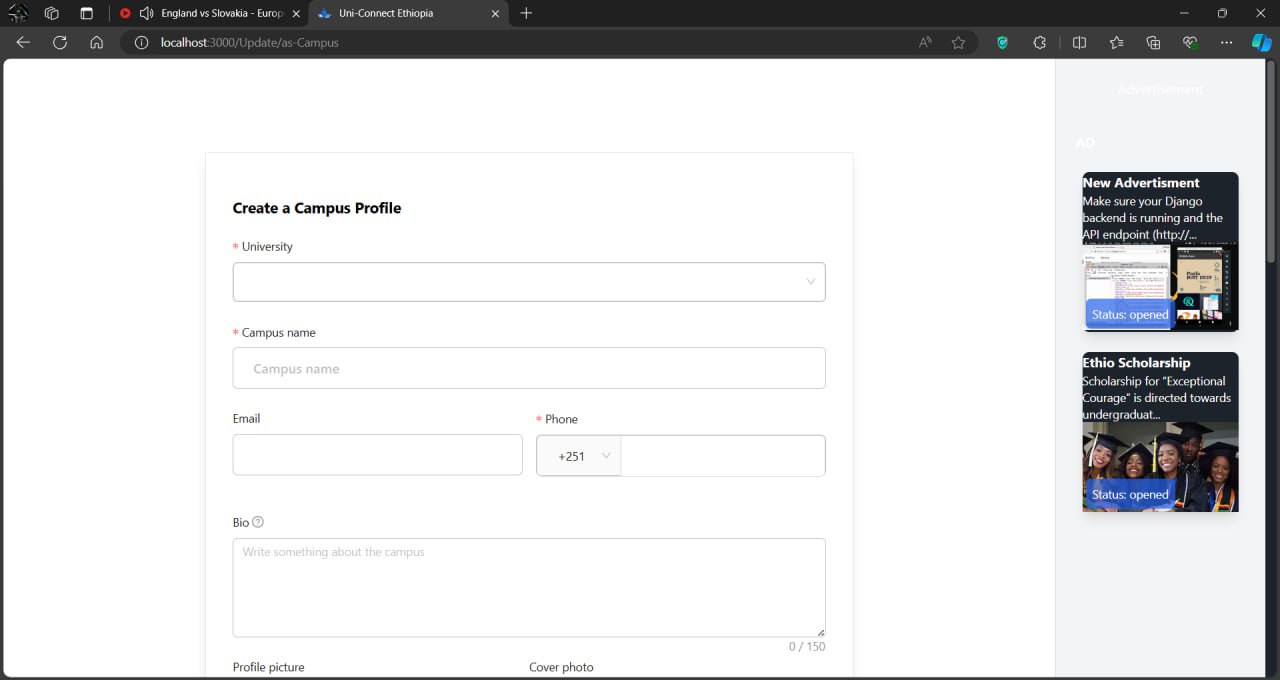 England vs Slovakia - Europ
Uni-Connect Ethiopia
localhost:3000/Update/as-Campus
Advertisement
AD
Create a Campus Profile
* University
* Campus name
Campus name
Email
* Phone
+251
Bio
Write something about the campus
0 / 150
Profile picture
Cover photo
New Advertisment
Make sure your Django
backend is running and the
API endpoint (http://...
Status: opened
Ethio Scholarship
Scholarship for “Exceptional
Courage” is directed towards
undergraduat...
Status: opened